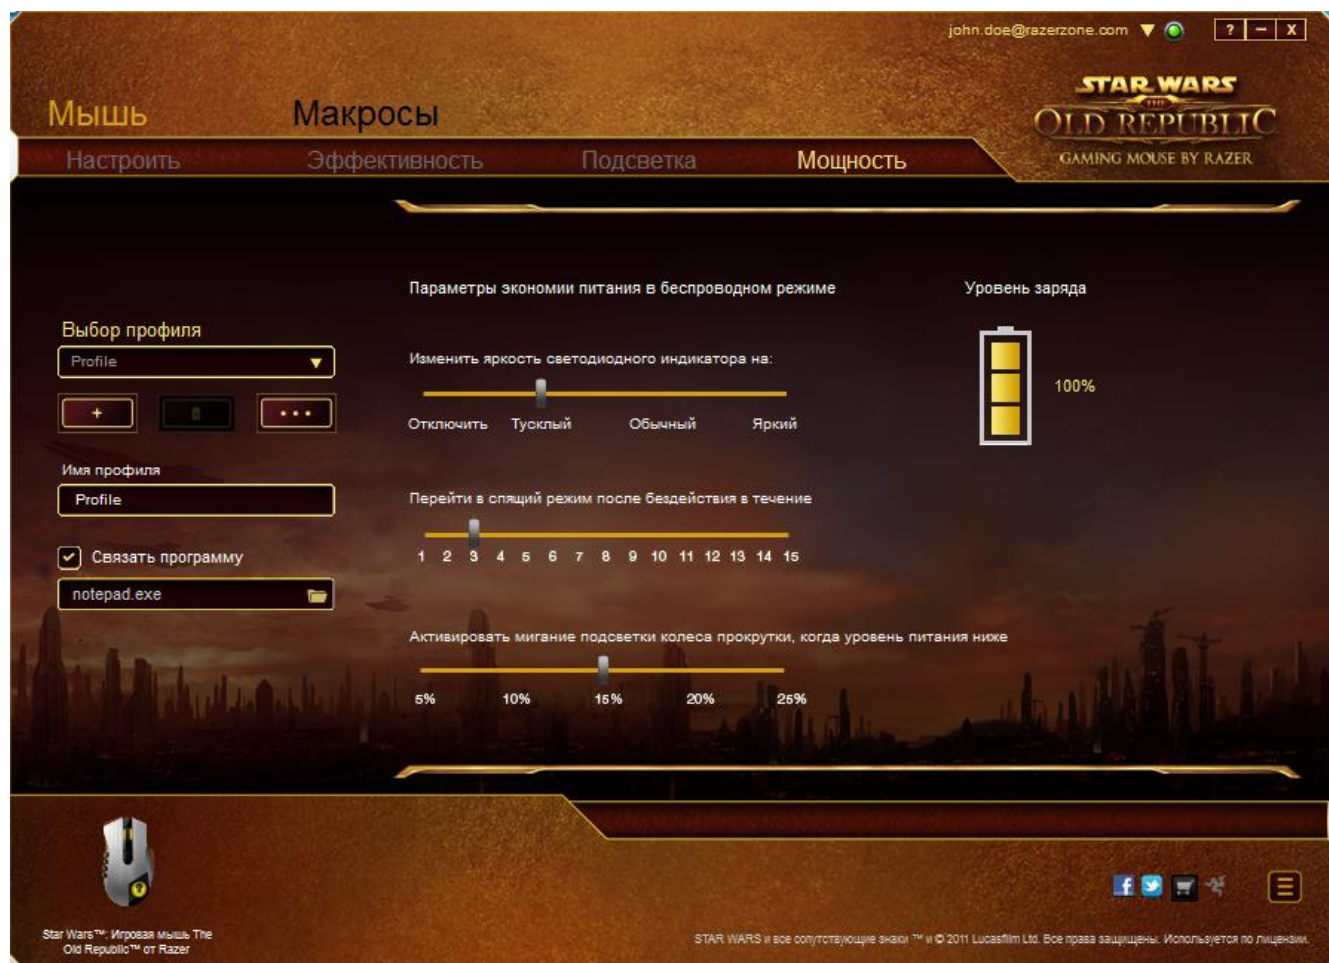 john.doe@razerzone.com
? – X
STAR WARS
THE
OLD REPUBLIC
GAMING MOUSE BY RAZER
Мышь Макросы
Настроить Эффективность Подсветка Мощность
Параметры экономии питания в беспроводном режиме
Уровень заряда
Выбор профиля
Profile
Изменить яркость светодиодного индикатора на:
100%
+ ...
Отключить Тусклый Обычный Яркий
Имя профиля
Profile
Перейти в спящий режим после бездействия в течение
1 2 3 4 5 6 7 8 9 10 11 12 13 14 15
Связать программу
notepad.exe
Активировать мигание подсветки колеса прокрутки, когда уровень питания ниже
5% 10% 15% 20% 25%
Star Wars™: Игровая мышь The
Old Republic™ от Razer
STAR WARS и все сопутствующие знаки ™ и © 2011 Lucasfilm Ltd. Все права защищены. Используется по лицензии.